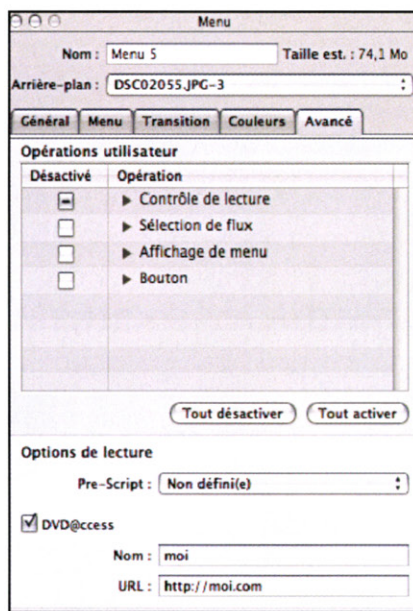 Menu
Nom : Menu 5 Taille est. : 74,1 Mo
Arrière-plan : DSC02055.JPG-3
Général Menu Transition Couleurs Avancé
Opérations utilisateur
Désactivé Opération
Contrôle de lecture
Sélection de flux
Affichage de menu
Bouton
Tout désactiver Tout activer
Options de lecture
Pre-Script : Non défini(e)
DVD@ccess
Nom : moi
URL : http://moi.com